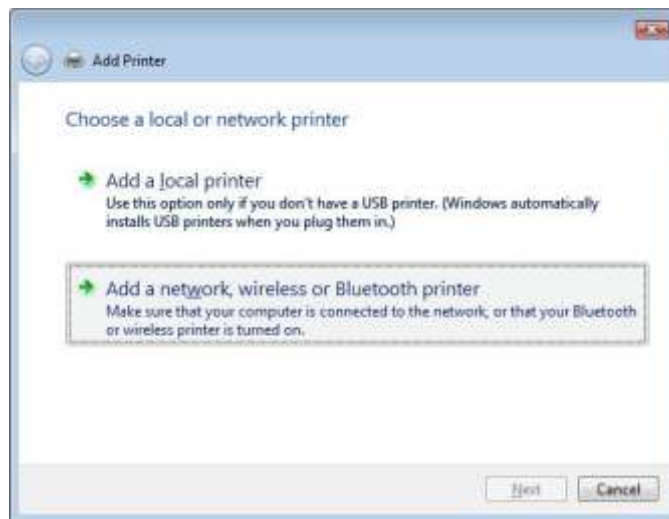 Add Printer
Choose a local or network printer
Add a local printer
Use this option only if you don't have a USB printer. (Windows automatically
installs USB printers when you plug them in.)
Add a network, wireless or Bluetooth printer
Make sure that your computer is connected to the network, or that your Bluetooth
or wireless printer is turned on.
Next
Cancel